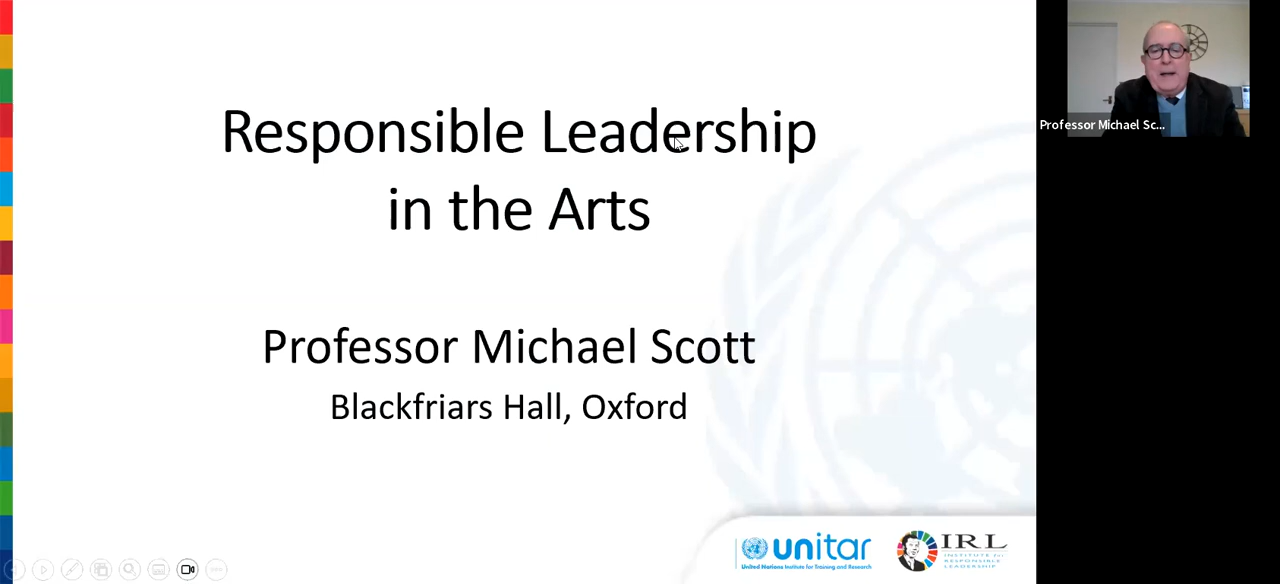 Responsible Leadership
in the Arts
Professor Michael Scott
Blackfriars Hall, Oxford
Professor Michael Sc...
unitar
United Nations Institute for Training and Research
IRL
INSTITUTE FOR
RESPONSIBLE
LEADERSHIP